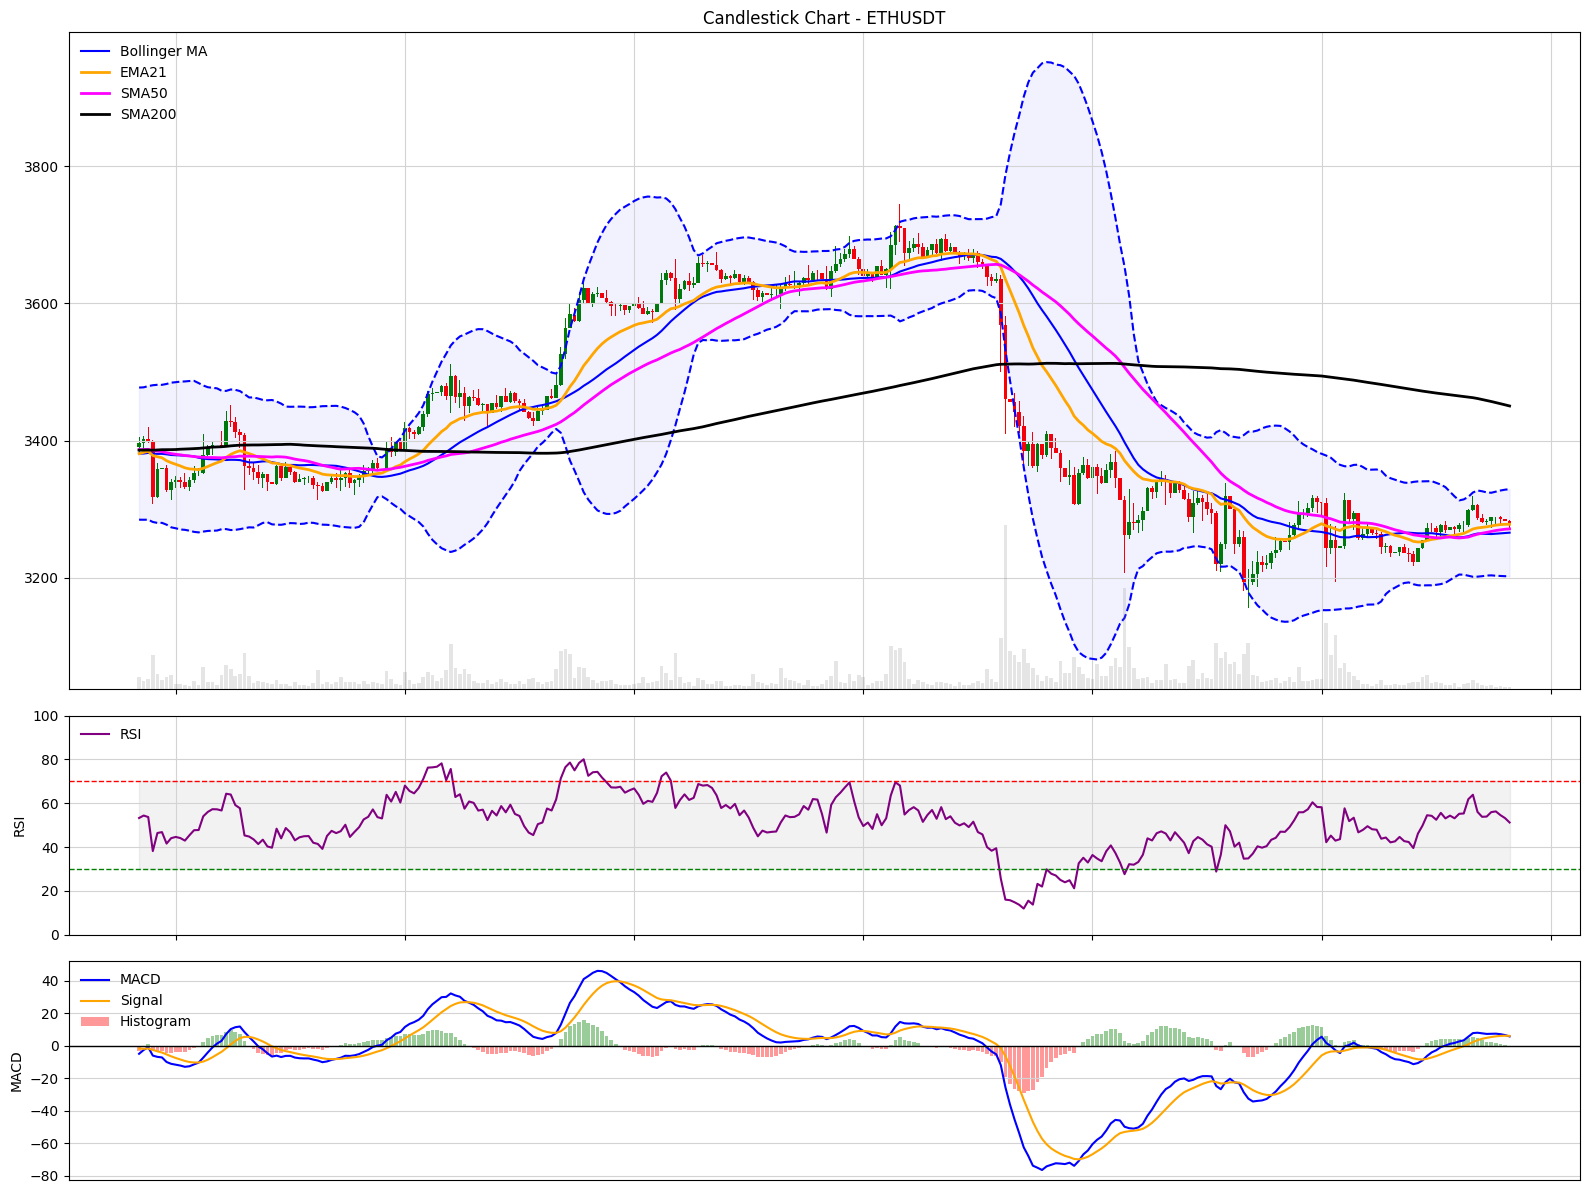 Candlestick Chart - ETHUSDT
Bollinger MA
EMA21
SMA50
SMA200
3800
3600
3400
3200
RSI
100
80
60
40
20
0
RSI
MACD
Signal
Histogram
40
20
0
−20
−40
−60
−80
MACD